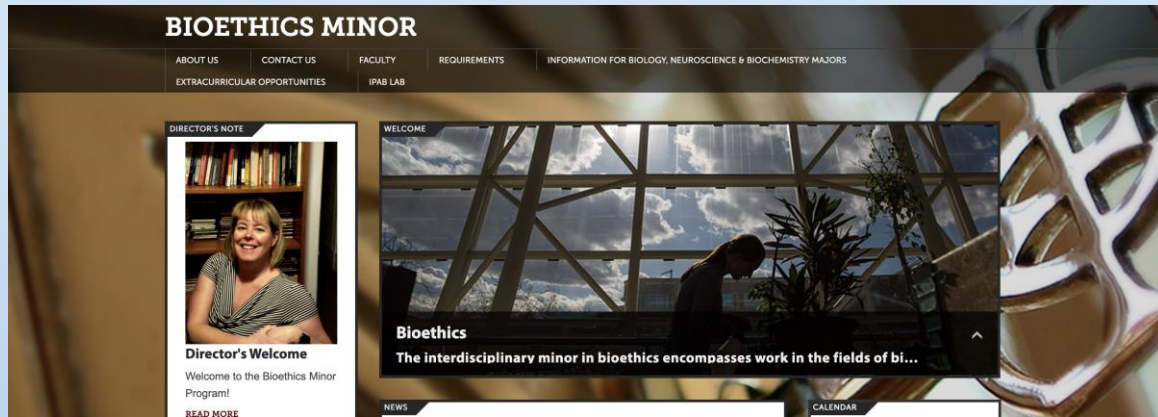 BIOETHICS MINOR
ABOUT US
CONTACT US
FACULTY
REQUIREMENTS
INFORMATION FOR BIOLOGY, NEUROSCIENCE & BIOCHEMISTRY MAJORS
EXTRACURRICULAR OPPORTUNITIES
IPAB LAB
DIRECTOR'S NOTE
Director's Welcome
Welcome to the Bioethics Minor
Program!
READ MORE
WELCOME
Bioethics
The interdisciplinary minor in bioethics encompasses work in the fields of bi...
NEWS
CALENDAR